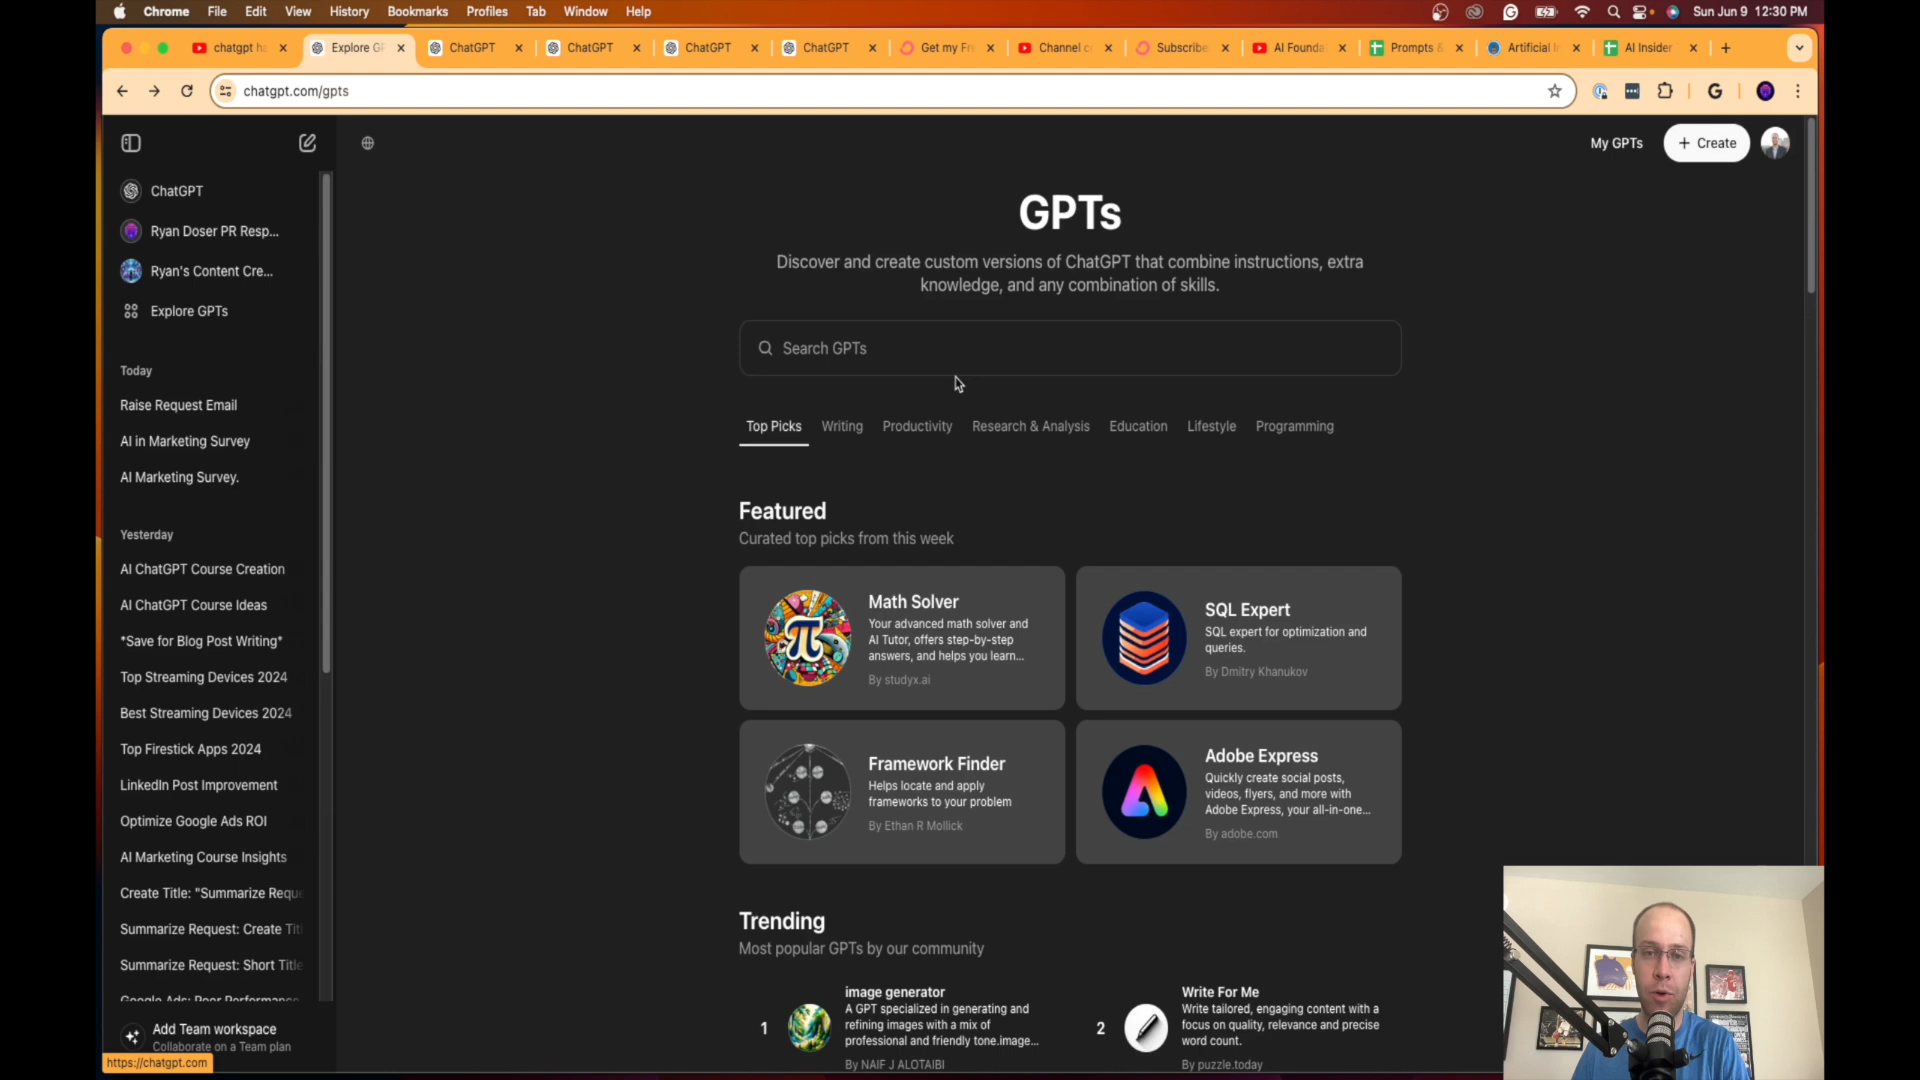 Chrome File Edit View History Bookmarks Profiles Tab Window Help
Sun Jun 9 12:30 PM
chatgpt ha
Explore GP
ChatGPT
ChatGPT
ChatGPT
ChatGPT
Get my Fr
Channel c
Subscribe
AI Founda
Prompts &
Artificial I
AI Insider
chatgpt.com/gpts
My GPTs
+ Create
ChatGPT
Ryan Doser PR Resp...
Ryan's Content Cre...
Explore GPTs
Today
Raise Request Email
AI in Marketing Survey
AI Marketing Survey.
Yesterday
AI ChatGPT Course Creation
AI ChatGPT Course Ideas
*Save for Blog Post Writing*
Top Streaming Devices 2024
Best Streaming Devices 2024
Top Firestick Apps 2024
LinkedIn Post Improvement
Optimize Google Ads ROI
AI Marketing Course Insights
Create Title: "Summarize Reque
Summarize Request: Create Titl
Summarize Request: Short Title
Google Ads: Poor Performance
Add Team workspace
Collaborate on a Team plan
https://chatgpt.com
GPTs
Discover and create custom versions of ChatGPT that combine instructions, extra
knowledge, and any combination of skills.
Search GPTs
Top Picks Writing Productivity Research & Analysis Education Lifestyle Programming
Featured
Curated top picks from this week
Math Solver
Your advanced math solver and
AI Tutor, offers step-by-step
answers, and helps you learn...
By studyx.ai
SQL Expert
SQL expert for optimization and
queries.
By Dmitry Khanukov
Framework Finder
Helps locate and apply
frameworks to your problem
By Ethan R Mollick
Adobe Express
Quickly create social posts,
videos, flyers, and more with
Adobe Express, your all-in-one...
By adobe.com
Trending
Most popular GPTs by our community
1
image generator
A GPT specialized in generating and
refining images with a mix of
professional and friendly tone.image...
By NAIF J ALOTAIBI
2
Write For Me
Write tailored, engaging content with a
focus on quality, relevance and precise
word count.
By puzzle.today